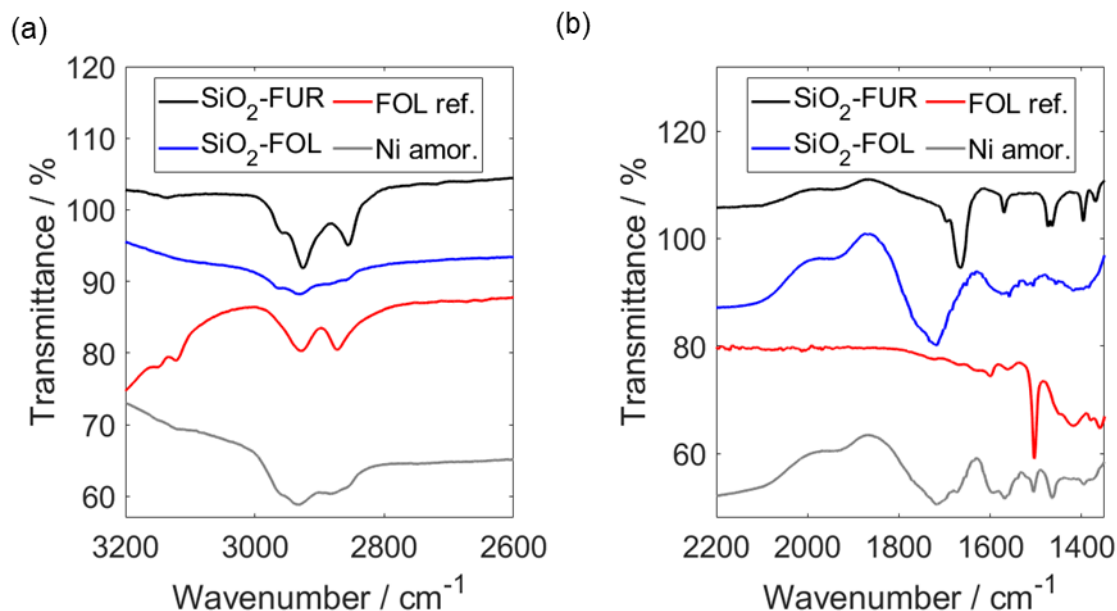 (a)
120
110
100
90
80
70
60
3200 3000 2800 2600
Transmittance / %
Wavenumber / cm⁻¹
SiO₂-FUR FOL ref.
SiO₂-FOL Ni amor.
(b)
120
100
80
60
2200 2000 1800 1600 1400
Transmittance / %
Wavenumber / cm⁻¹
SiO₂-FUR FOL ref.
SiO₂-FOL Ni amor.